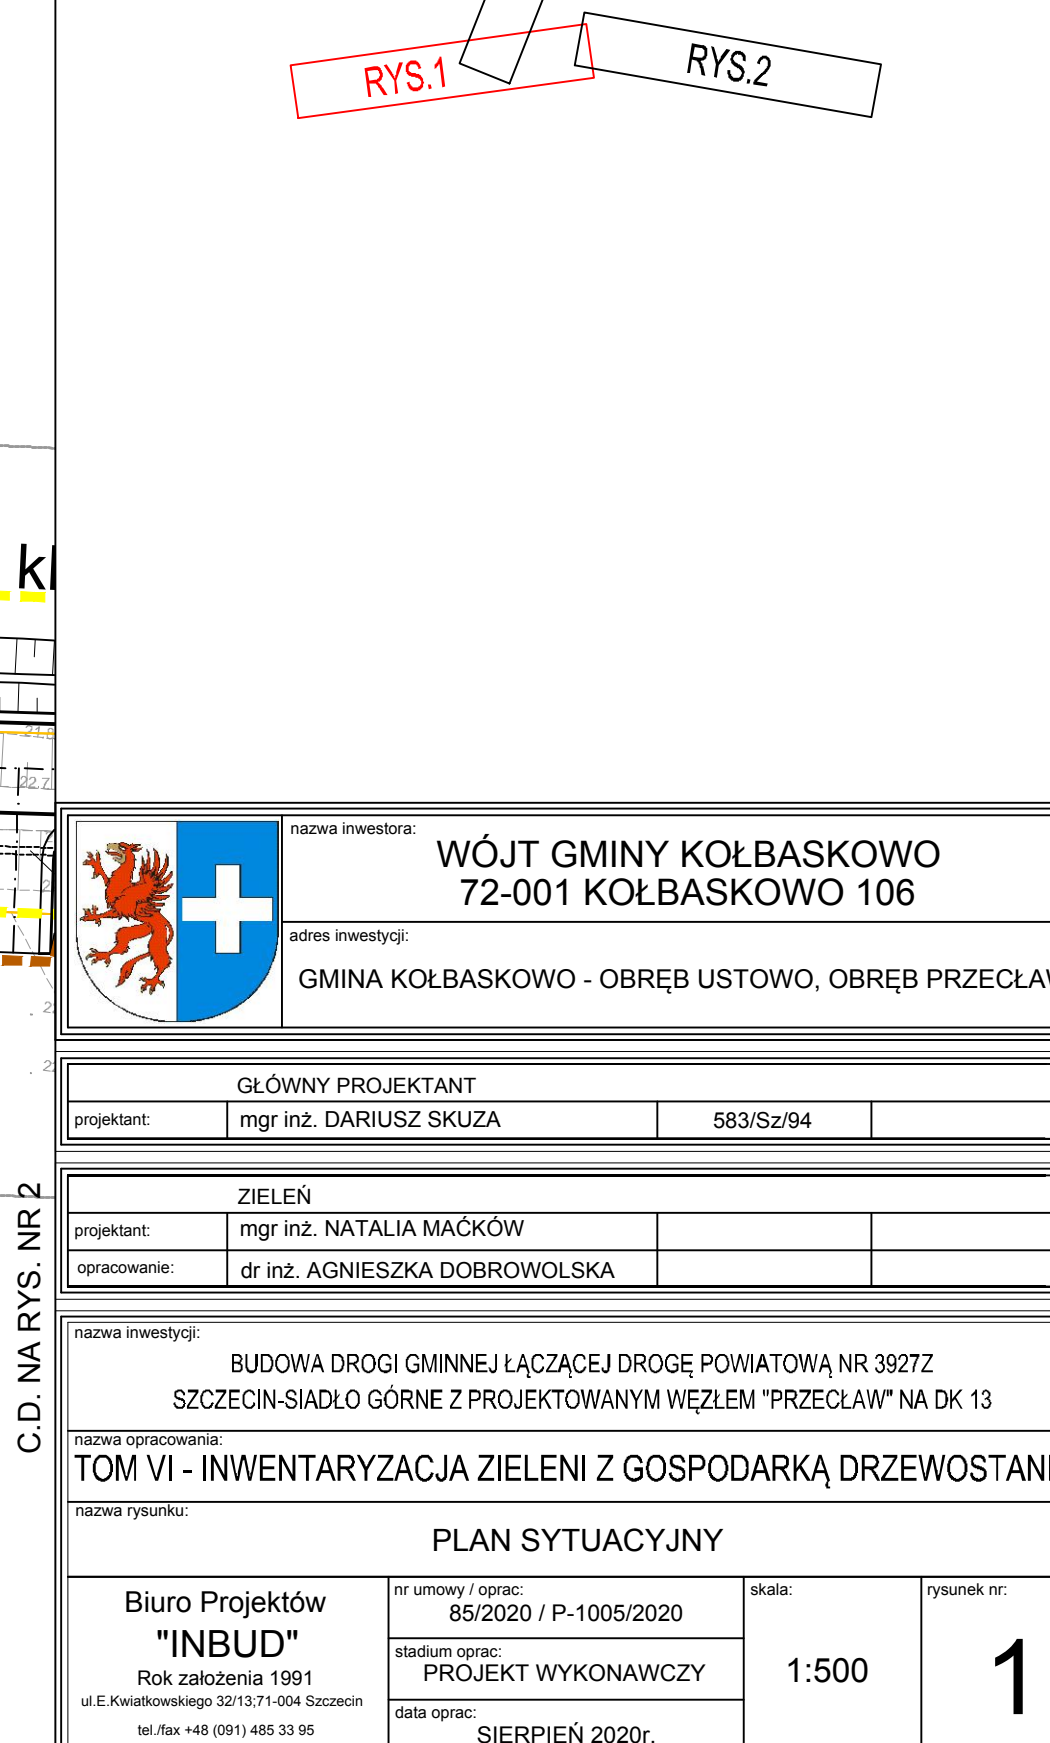 RYS.1
RYS.2
21.8
22.7
C.D. NA RYS. NR 2
nazwa inwestora:
WÓJT GMINY KOŁBASKOWO
72-001 KOŁBASKOWO 106
adres inwestycji:
GMINA KOŁBASKOWO - OBRĘB USTOWO, OBRĘB PRZECŁAW
GŁÓWNY PROJEKTANT
projektant: mgr inż. DARIUSZ SKUZA 583/Sz/94
ZIELEŃ
projektant: mgr inż. NATALIA MAĆKÓW
opracowanie: dr inż. AGNIESZKA DOBROWOLSKA
nazwa inwestycji:
BUDOWA DROGI GMINNEJ ŁĄCZĄCEJ DROGĘ POWIATOWĄ NR 3927Z
SZCZECIN-SIADŁO GÓRNE Z PROJEKTOWANYM WĘZŁEM "PRZECŁAW" NA DK 13
nazwa opracowania:
TOM VI - INWENTARYZACJA ZIELENI Z GOSPODARKĄ DRZEWOSTAN
nazwa rysunku:
PLAN SYTUACYJNY
Biuro Projektów
"INBUD"
Rok założenia 1991
ul.E.Kwiatkowskiego 32/13;71-004 Szczecin
tel./fax +48 (091) 485 33 95
nr umowy / oprac:
85/2020 / P-1005/2020
stadium oprac:
PROJEKT WYKONAWCZY
data oprac:
SIERPIEŃ 2020r.
skala:
1:500
rysunek nr:
1